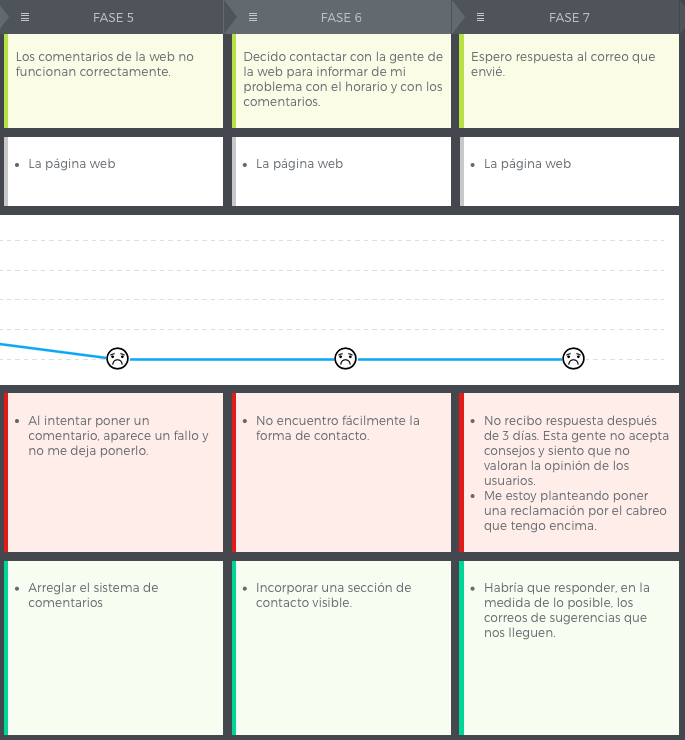 FASE 5
FASE 6
FASE 7
Los comentarios de la web no
funcionan correctamente.
Decido contactar con la gente de
la web para informar de mi
problema con el horario y con los
comentarios.
Espero respuesta al correo que
envié.
La página web
La página web
La página web
Al intentar poner un
comentario, aparece un fallo y
no me deja ponerlo.
No encuentro fácilmente la
forma de contacto.
No recibo respuesta después
de 3 días. Esta gente no acepta
consejos y siento que no
valoran la opinión de los
usuarios.
Me estoy planteando poner
una reclamación por el cabreo
que tengo encima.
Arreglar el sistema de
comentarios
Incorporar una sección de
contacto visible.
Habría que responder, en la
medida de lo posible, los
correos de sugerencias que
nos lleguen.